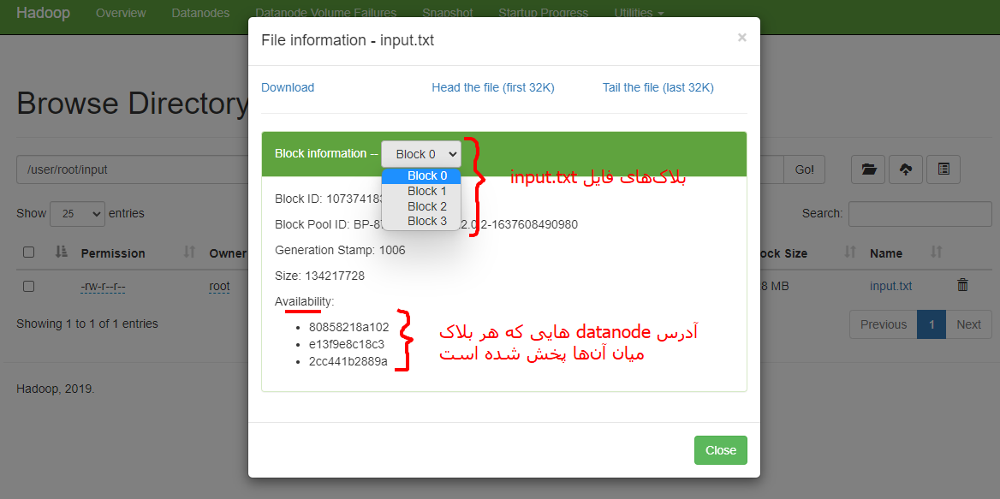 Hadoop Overview Datanodes Datanode Volume Failures Snapshot Startup Progress Utilities
File information - input.txt ×
Download Head the file (first 32K) Tail the file (last 32K)
Browse Directory
Block information -- Block 0
/user/root/input Go!
Block 0
بلاک‌های فایل input.txt
Block 1
Block 2
Block 3
Block ID: 107374183
Show 25 entries Search:
Block Pool ID: BP-8 2.0.2-1637608490980
Generation Stamp: 1006
Permission Owner ock Size Name
Size: 134217728
-rw-r--r-- root 8 MB input.txt
Availability:
Showing 1 to 1 of 1 entries Previous 1 Next
80858218a102
e13f9e8c18c3
2cc441b2889a
آدرس datanode هایی که هر بلاک
میان آن‌ها پخش شده است
Hadoop, 2019.
Close